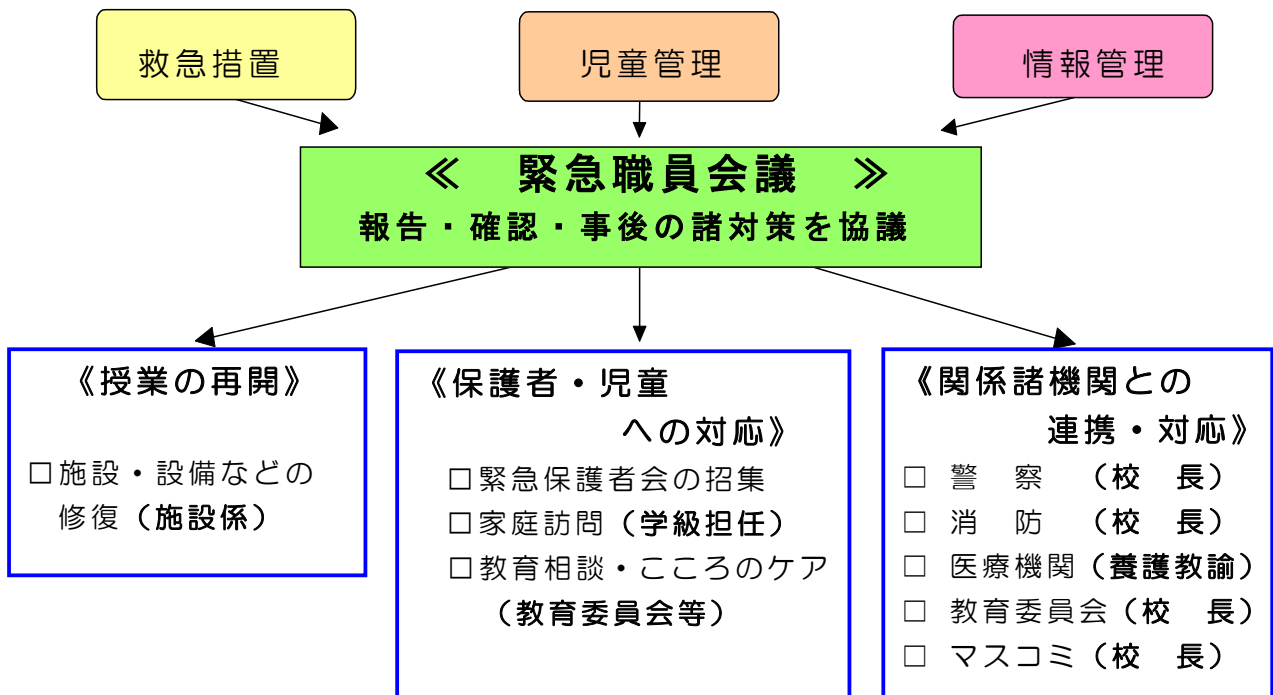 救急措置
児童管理
情報管理
≪　緊急職員会議　≫
報告・確認・事後の諸対策を協議
《授業の再開》
□施設・設備などの
修復（施設係）
《保護者・児童
への対応》
□緊急保護者会の招集
□家庭訪問（学級担任）
□教育相談・こころのケア
（教育委員会等）
《関係諸機関との
連携・対応》
□　警　察　（校　長）
□　消　防　（校　長）
□　医療機関（養護教諭）
□　教育委員会（校　長）
□　マスコミ（校　長）